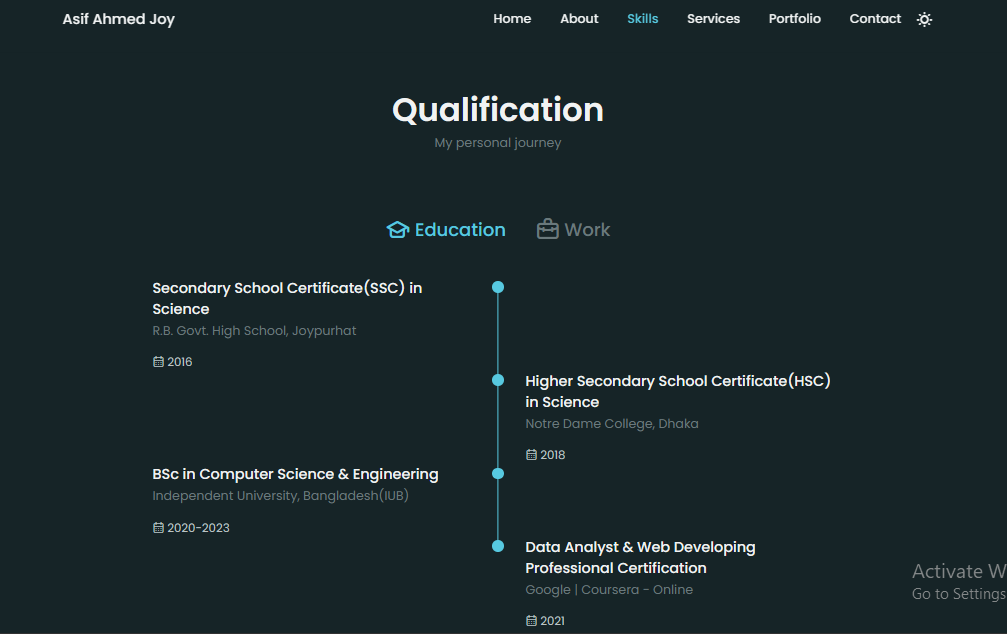 Asif Ahmed Joy
Home About Skills Services Portfolio Contact
Qualification
My personal journey
Education Work
Secondary School Certificate(SSC) in
Science
R.B. Govt. High School, Joypurhat
2016
Higher Secondary School Certificate(HSC)
in Science
Notre Dame College, Dhaka
2018
BSc in Computer Science & Engineering
Independent University, Bangladesh(IUB)
2020-2023
Data Analyst & Web Developing
Professional Certification
Google | Coursera - Online
2021
Activate W
Go to Settings